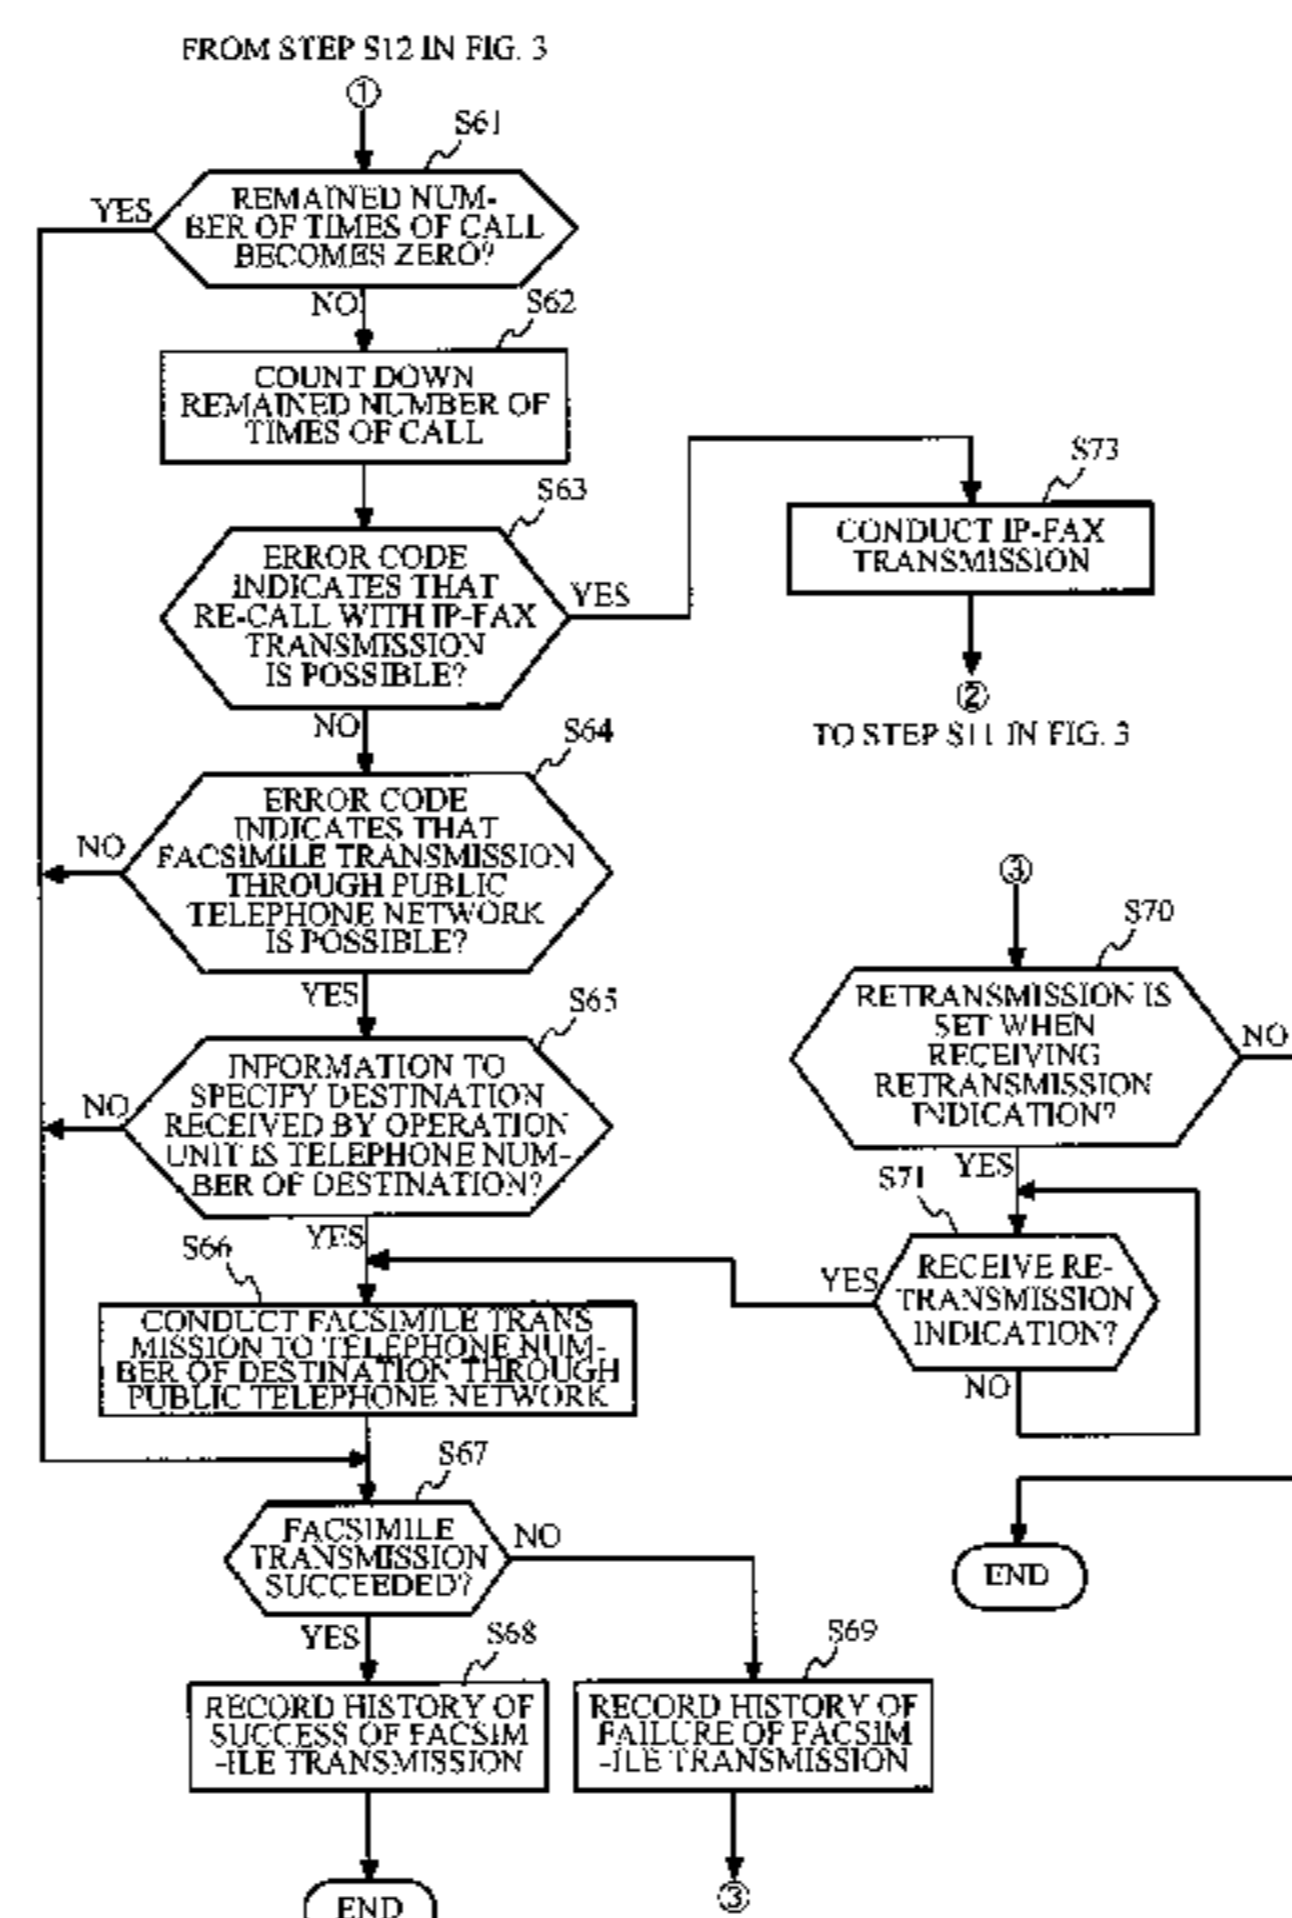 FROM STEP S12 IN FIG. 3
①
S61
REMAINED NUM-
BER OF TIMES OF CALL
BECOMES ZERO?
YES
NO
S62
COUNT DOWN
REMAINED NUMBER OF
TIMES OF CALL
S63
ERROR CODE
INDICATES THAT
RE-CALL WITH IP-FAX
TRANSMISSION
IS POSSIBLE?
YES
NO
S73
CONDUCT IP-FAX
TRANSMISSION
②
TO STEP S11 IN FIG. 3
S64
ERROR CODE
INDICATES THAT
FACSIMILE TRANSMISSION
THROUGH PUBLIC
TELEPHONE NETWORK
IS POSSIBLE?
NO
YES
S65
INFORMATION TO
SPECIFY DESTINATION
RECEIVED BY OPERATION
UNIT IS TELEPHONE NUM-
BER OF DESTINATION?
NO
YES
S66
CONDUCT FACSIMILE TRANS
MISSION TO TELEPHONE NUM-
BER OF DESTINATION THROUGH
PUBLIC TELEPHONE NETWORK
S67
FACSIMILE
TRANSMISSION
SUCCEEDED?
NO
YES
S68
RECORD HISTORY OF
SUCCESS OF FACSIM
-ILE TRANSMISSION
END
S69
RECORD HISTORY OF
FAILURE OF FACSIM
-ILE TRANSMISSION
③
③
S70
RETRANSMISSION IS
SET WHEN
RECEIVING
RETRANSMISSION
INDICATION?
NO
YES
S71
RECEIVE RE-
TRANSMISSION
INDICATION?
YES
NO
END